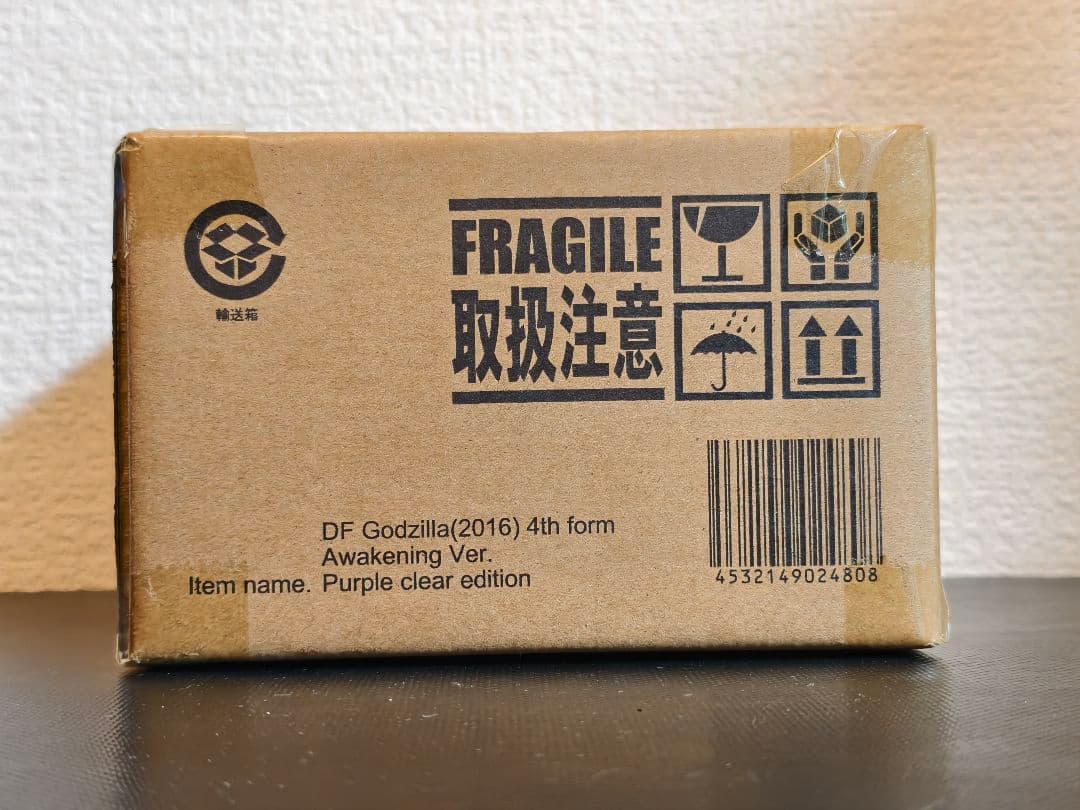 輸送箱
FRAGILE
取扱注意
DF Godzilla(2016) 4th form
Awakening Ver.
Item name. Purple clear edition
4532149024808